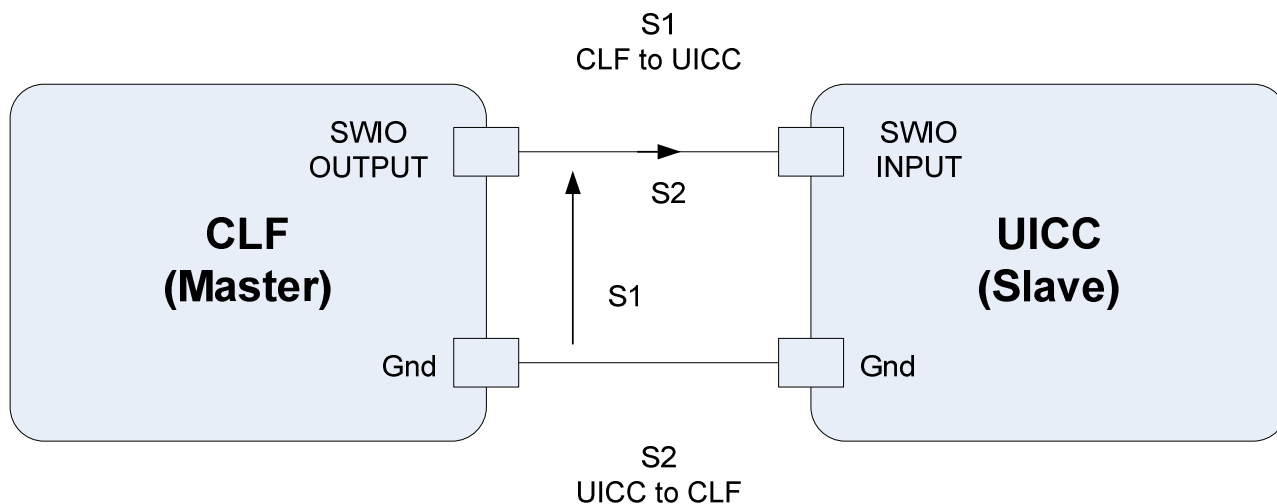 S1
CLF to UICC
SWIO
OUTPUT
SWIO
INPUT
S2
CLF
(Master)
UICC
(Slave)
S1
Gnd
Gnd
S2
UICC to CLF